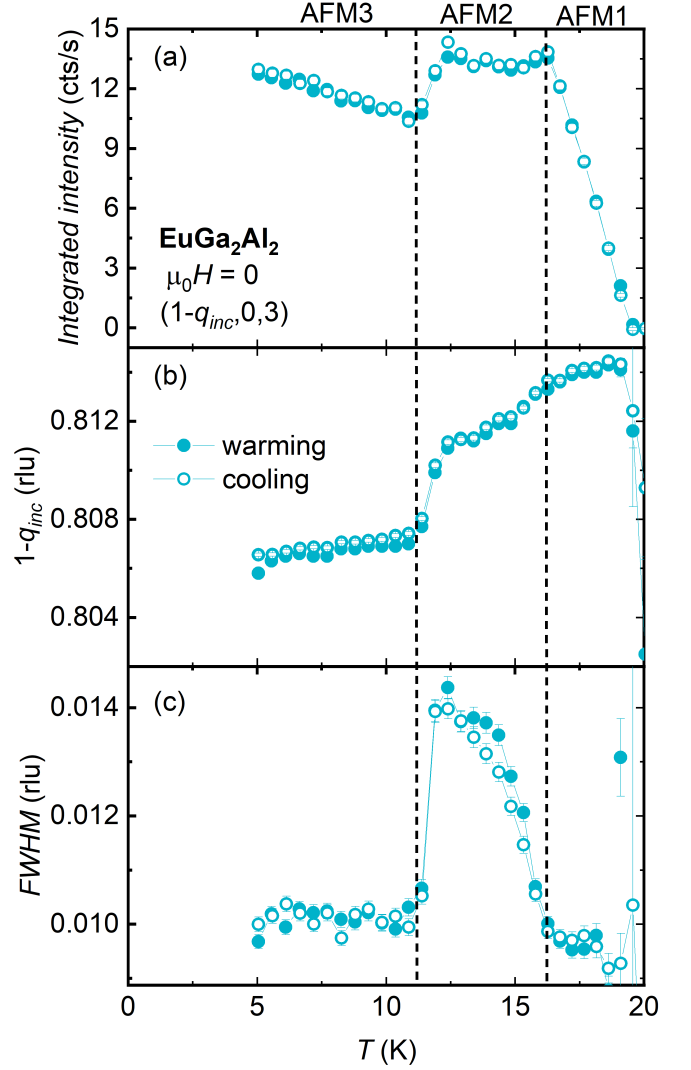 AFM3 AFM2 AFM1
(a)
15
12
9
6
3
0
Integrated intensity (cts/s)
EuGa₂Al₂
μ₀H = 0
(1-q_inc,0,3)
(b)
0.812
0.808
0.804
1-q_inc (rlu)
warming
cooling
(c)
0.014
0.012
0.010
FWHM (rlu)
0 5 10 15 20
T (K)